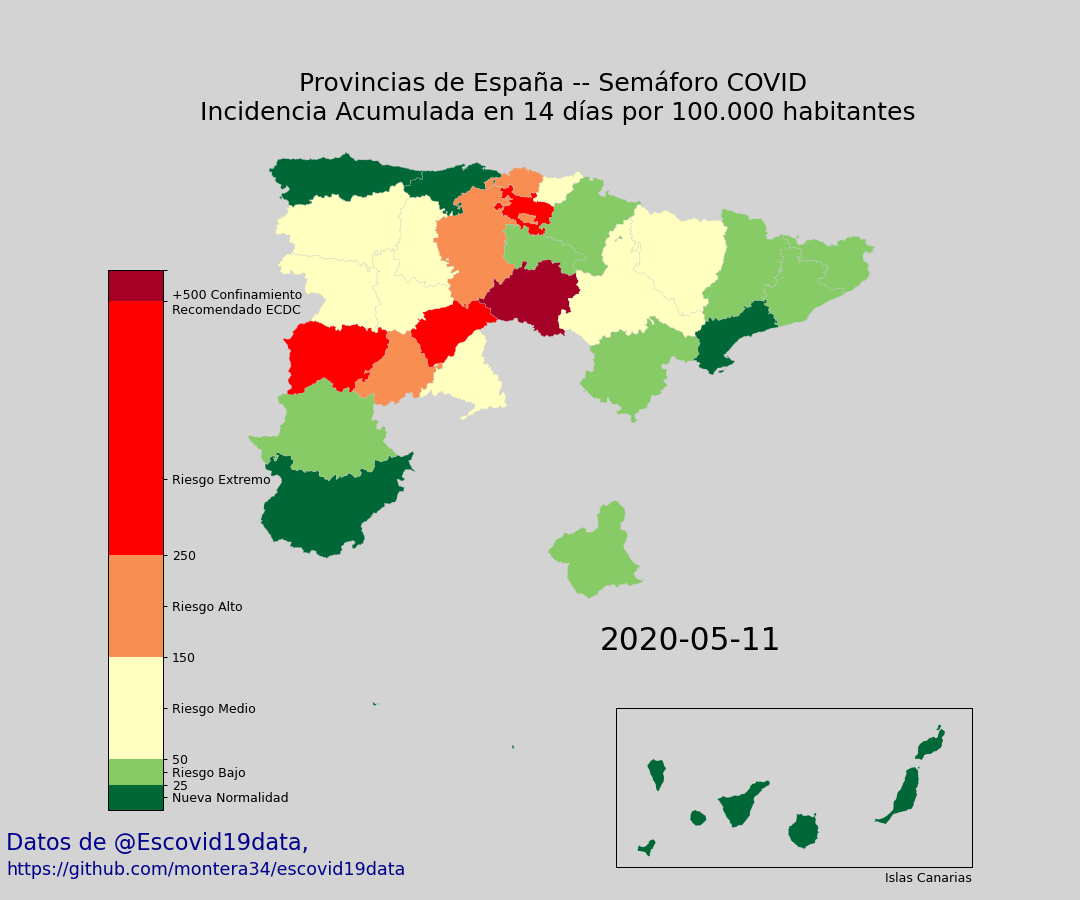 Provincias de España -- Semáforo COVID
Incidencia Acumulada en 14 días por 100.000 habitantes
+500 Confinamiento
Recomendado ECDC
Riesgo Extremo
250
Riesgo Alto
150
Riesgo Medio
50
Riesgo Bajo
25
Nueva Normalidad
2020-05-11
Islas Canarias
Datos de @Escovid19data,
https://github.com/montera34/escovid19data